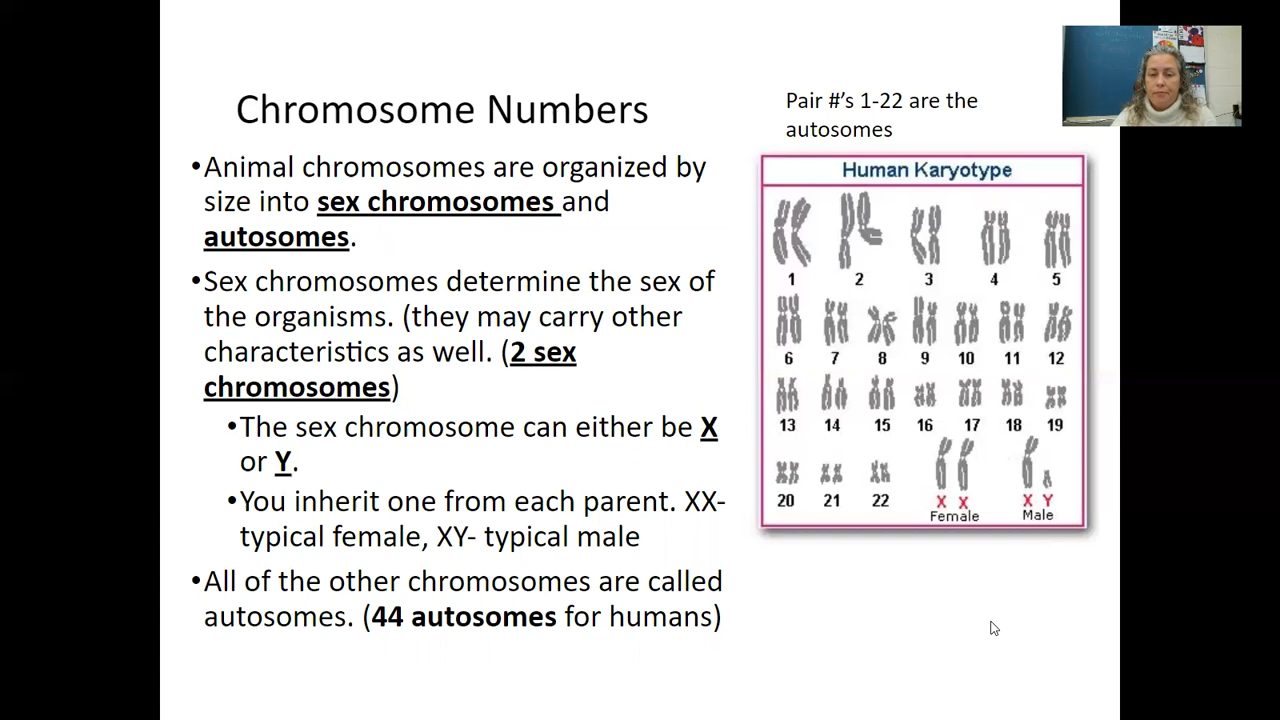 Chromosome Numbers
•Animal chromosomes are organized by
size into sex chromosomes and
autosomes.
•Sex chromosomes determine the sex of
the organisms. (they may carry other
characteristics as well. (2 sex
chromosomes)
•The sex chromosome can either be X
or Y.
•You inherit one from each parent. XX-
typical female, XY- typical male
•All of the other chromosomes are called
autosomes. (44 autosomes for humans)
Pair #'s 1-22 are the
autosomes
Human Karyotype
1 2 3 4 5
6 7 8 9 10 11 12
13 14 15 16 17 18 19
20 21 22 X X X Y
Female Male